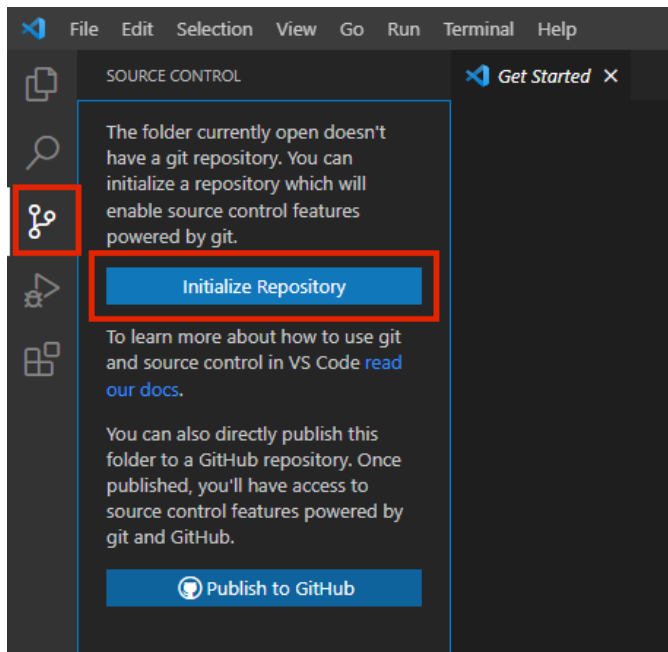 File Edit Selection View Go Run Terminal Help
SOURCE CONTROL
Get Started
The folder currently open doesn't
have a git repository. You can
initialize a repository which will
enable source control features
powered by git.
Initialize Repository
To learn more about how to use git
and source control in VS Code read
our docs.
You can also directly publish this
folder to a GitHub repository. Once
published, you'll have access to
source control features powered by
git and GitHub.
Publish to GitHub